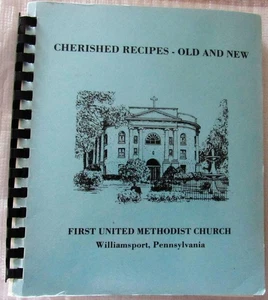 CHERISHED RECIPES - OLD AND NEW
FIRST UNITED METHODIST CHURCH
Williamsport, Pennsylvania